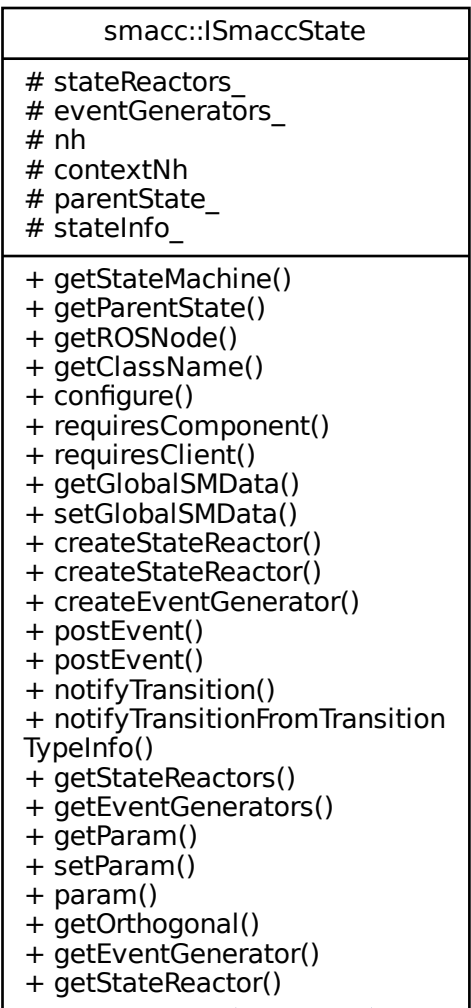 smacc::ISmaccState
# stateReactors_
# eventGenerators_
# nh
# contextNh
# parentState_
# stateInfo_
+ getStateMachine()
+ getParentState()
+ getROSNode()
+ getClassName()
+ configure()
+ requiresComponent()
+ requiresClient()
+ getGlobalSMData()
+ setGlobalSMData()
+ createStateReactor()
+ createStateReactor()
+ createEventGenerator()
+ postEvent()
+ postEvent()
+ notifyTransition()
+ notifyTransitionFromTransition
TypeInfo()
+ getStateReactors()
+ getEventGenerators()
+ getParam()
+ setParam()
+ param()
+ getOrthogonal()
+ getEventGenerator()
+ getStateReactor()